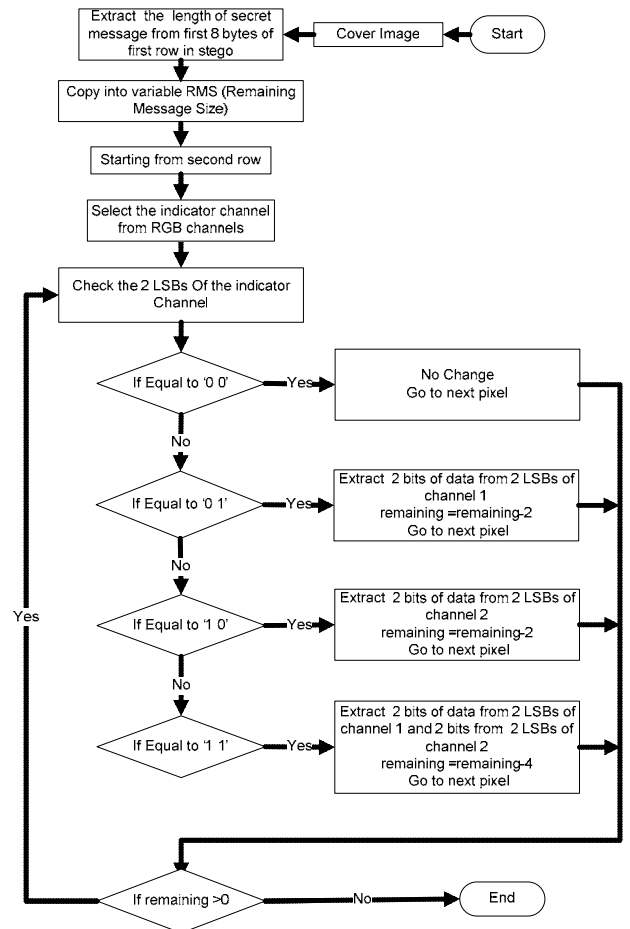 Start
Cover Image
Extract the length of secret
message from first 8 bytes of
first row in stego
Copy into variable RMS (Remaining
Message Size)
Starting from second row
Select the indicator channel
from RGB channels
Check the 2 LSBs Of the indicator
Channel
If Equal to ‘0 0’
Yes
No Change
Go to next pixel
No
If Equal to ‘0 1’
Yes
Extract 2 bits of data from 2 LSBs of
channel 1
remaining =remaining-2
Go to next pixel
No
If Equal to ‘1 0’
Yes
Extract 2 bits of data from 2 LSBs of
channel 2
remaining =remaining-2
Go to next pixel
No
If Equal to ‘1 1’
Yes
Extract 2 bits of data from 2 LSBs of
channel 1 and 2 bits from 2 LSBs of
channel 2
remaining =remaining-4
Go to next pixel
Yes
If remaining >0
No
End